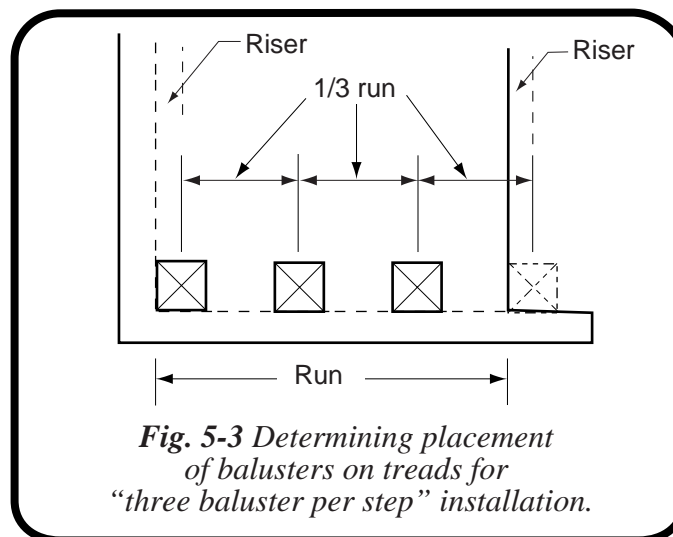 Riser
Riser
1/3 run
Run
Fig. 5-3 Determining placement
of balusters on treads for
“three baluster per step” installation.